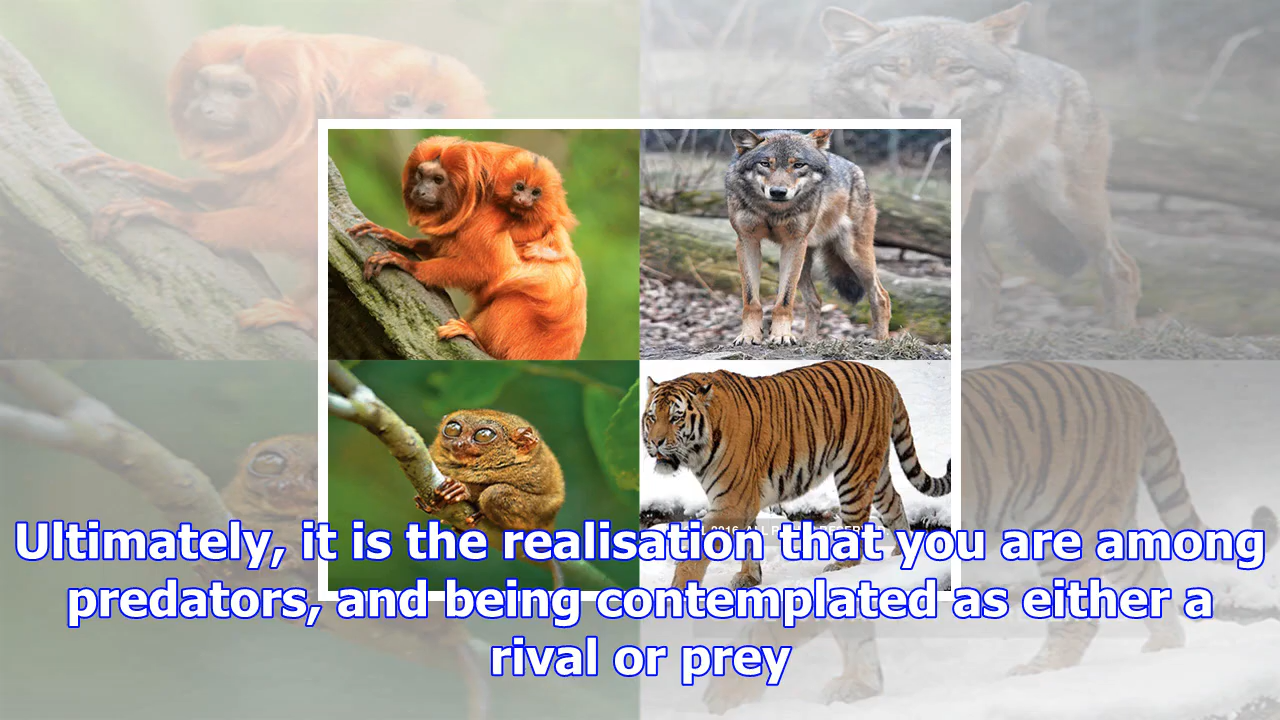 Ultimately, it is the realisation that you are among
predators, and being contemplated as either a
rival or prey